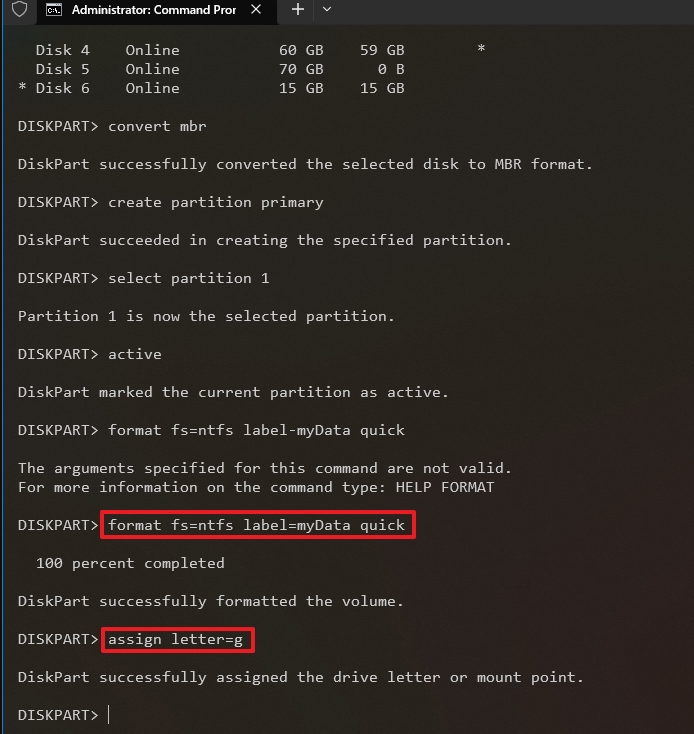 Administrator: Command Pror
Disk 4 Online 60 GB 59 GB *
Disk 5 Online 70 GB 0 B
* Disk 6 Online 15 GB 15 GB
DISKPART> convert mbr
DiskPart successfully converted the selected disk to MBR format.
DISKPART> create partition primary
DiskPart succeeded in creating the specified partition.
DISKPART> select partition 1
Partition 1 is now the selected partition.
DISKPART> active
DiskPart marked the current partition as active.
DISKPART> format fs=ntfs label-myData quick
The arguments specified for this command are not valid.
For more information on the command type: HELP FORMAT
DISKPART> format fs=ntfs label=myData quick
100 percent completed
DiskPart successfully formatted the volume.
DISKPART> assign letter=g
DiskPart successfully assigned the drive letter or mount point.
DISKPART>